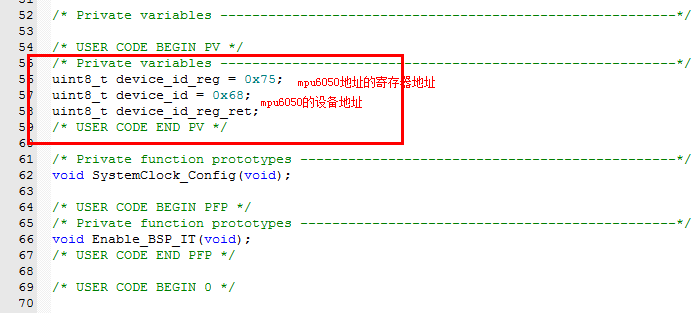 51
52 /* Private variables ---------------------------------------------------------*/
53
54 /* USER CODE BEGIN PV */
55 /* Private variables ---------------------------------------------------------*/
56 uint8_t device_id_reg = 0x75; mpu6050地址的寄存器地址
57 uint8_t device_id = 0x68; mpu6050的设备地址
58 uint8_t device_id_reg_ret;
59 /* USER CODE END PV */
60
61 /* Private function prototypes -----------------------------------------------*/
62 void SystemClock_Config(void);
63
64 /* USER CODE BEGIN PFP */
65 /* Private function prototypes -----------------------------------------------*/
66 void Enable_BSP_IT(void);
67 /* USER CODE END PFP */
68
69 /* USER CODE BEGIN 0 */
70